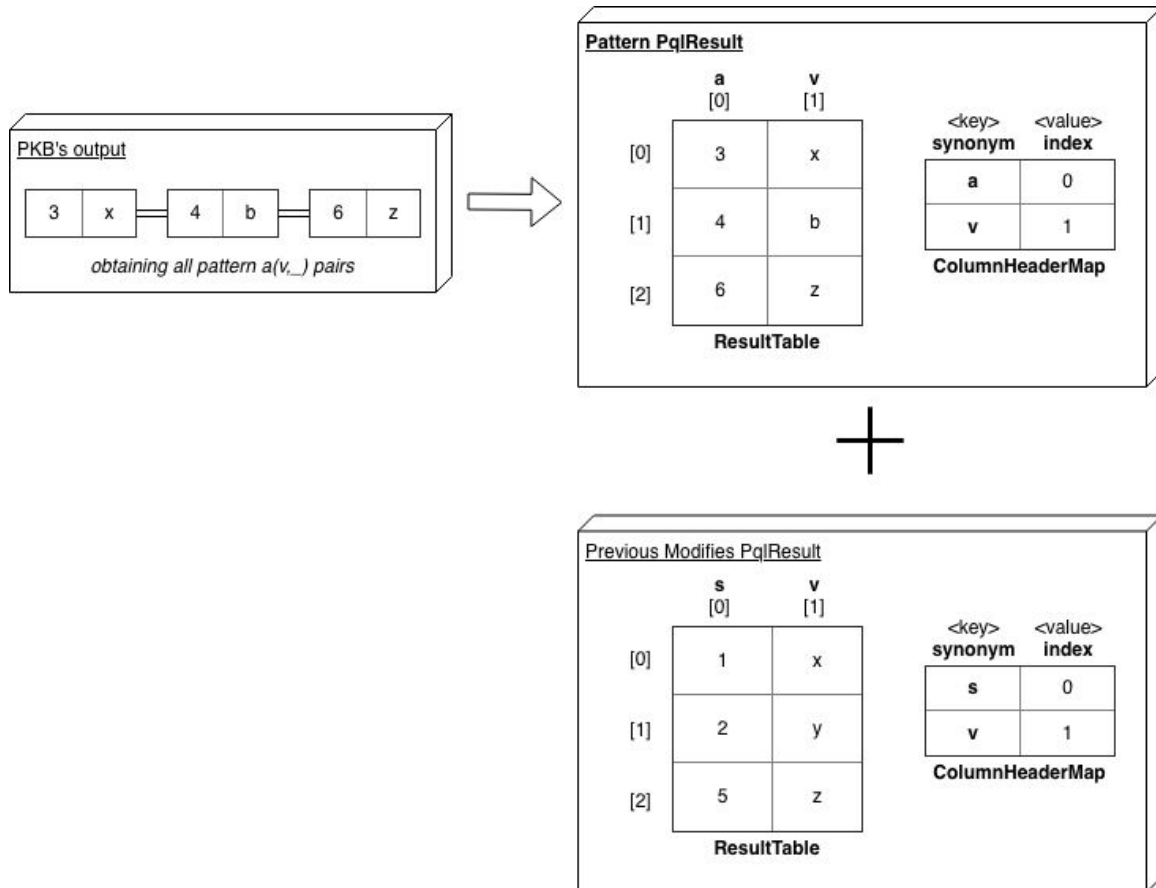 PKB's output
3 x 4 b 6 z
obtaining all pattern a(v,_) pairs
Pattern PqlResult
a v
[0] [1]
[0] 3 x
[1] 4 b
[2] 6 z
ResultTable
<key> <value>
synonym index
a 0
v 1
ColumnHeaderMap
Previous Modifies PqlResult
s v
[0] [1]
[0] 1 x
[1] 2 y
[2] 5 z
ResultTable
<key> <value>
synonym index
s 0
v 1
ColumnHeaderMap